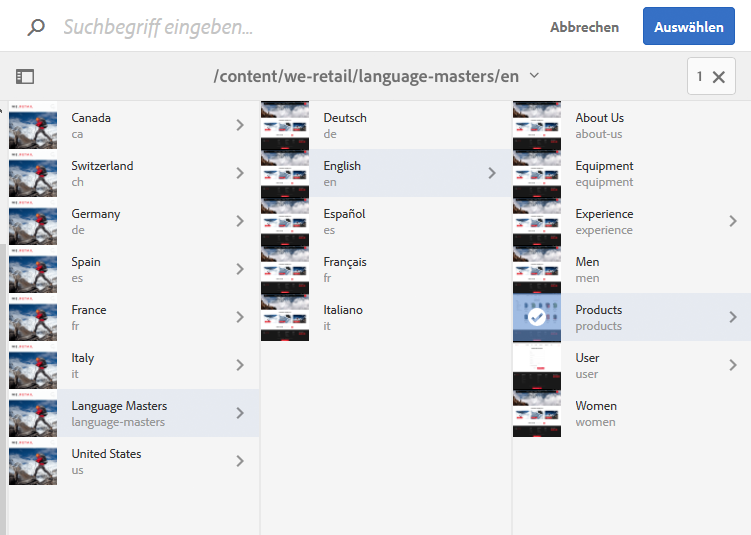 Suchbegriff eingeben...
Abbrechen
Auswählen
/content/we-retail/language-masters/en
1
Canada
ca
Switzerland
ch
Germany
de
Spain
es
France
fr
Italy
it
Language Masters
language-masters
United States
us
Deutsch
de
English
en
Español
es
Français
fr
Italiano
it
About Us
about-us
Equipment
equipment
Experience
experience
Men
men
Products
products
User
user
Women
women